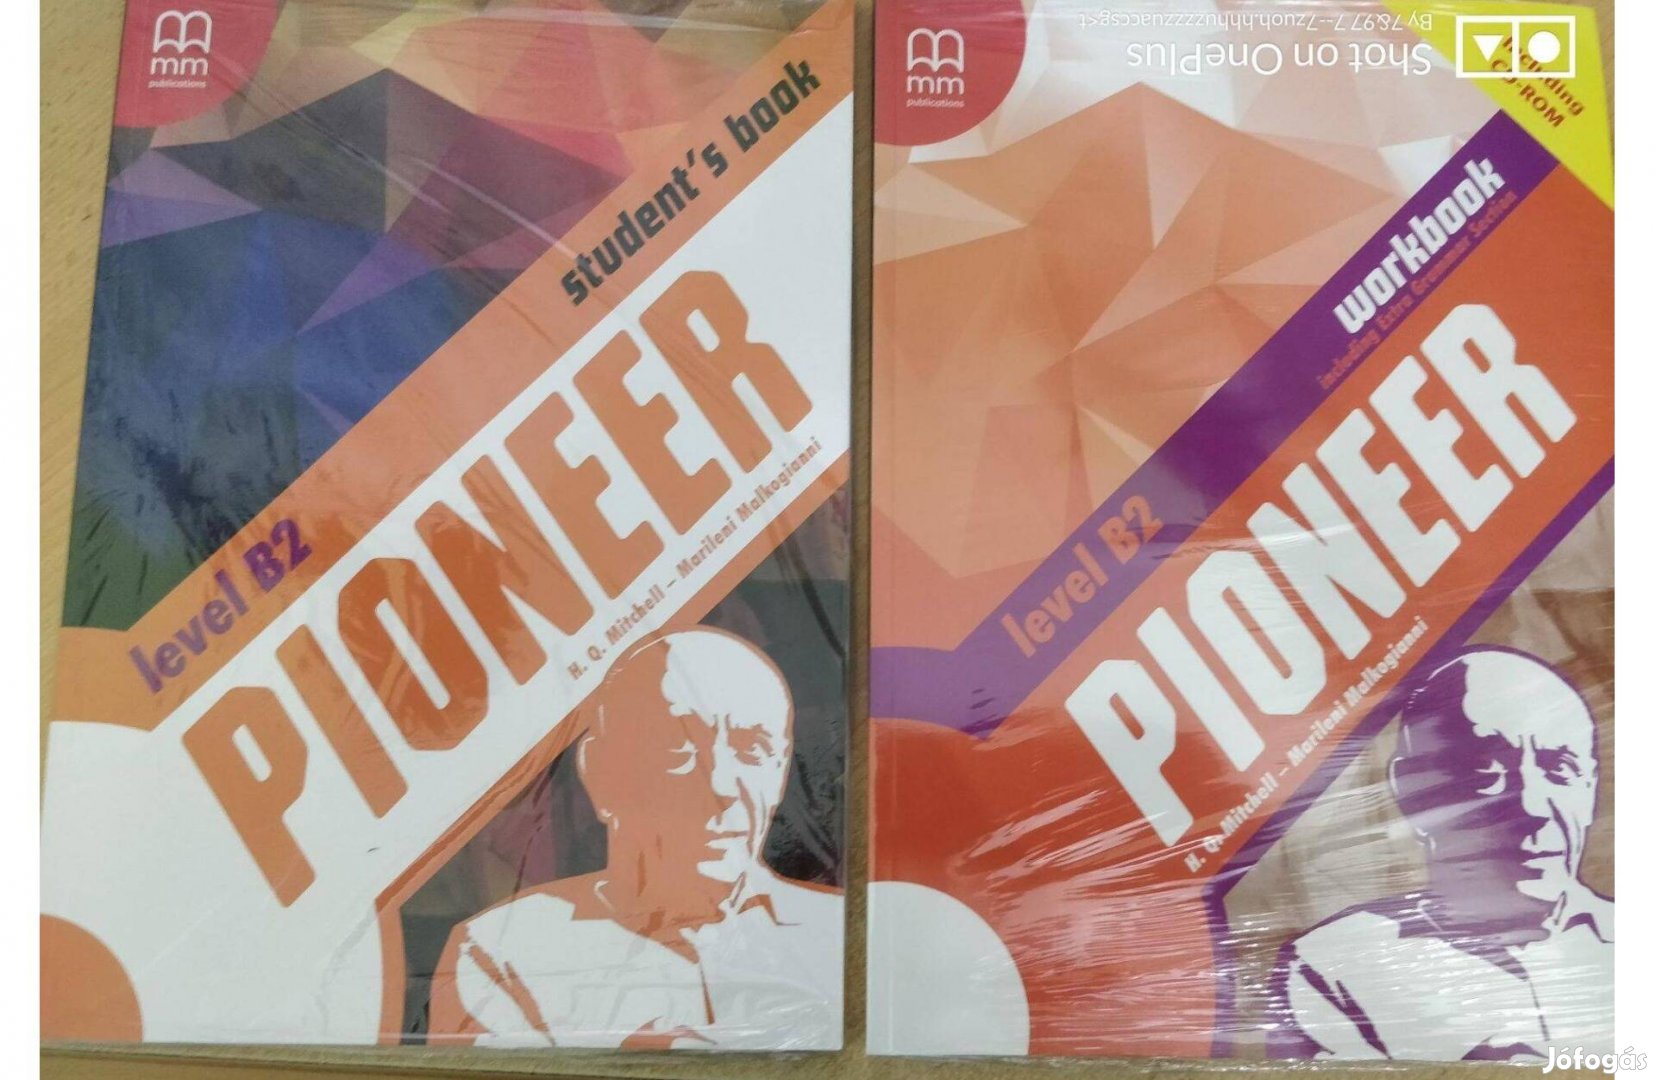 mm
publications
student's book
level B2
PIONEER
H. Q. Mitchell – Marileni Malkogianni
mm
publications
Shot on OnePlus
including
CD-ROM
workbook
including Extra Grammar Section
level B2
PIONEER
H. Q. Mitchell – Marileni Malkogianni
Jófogás